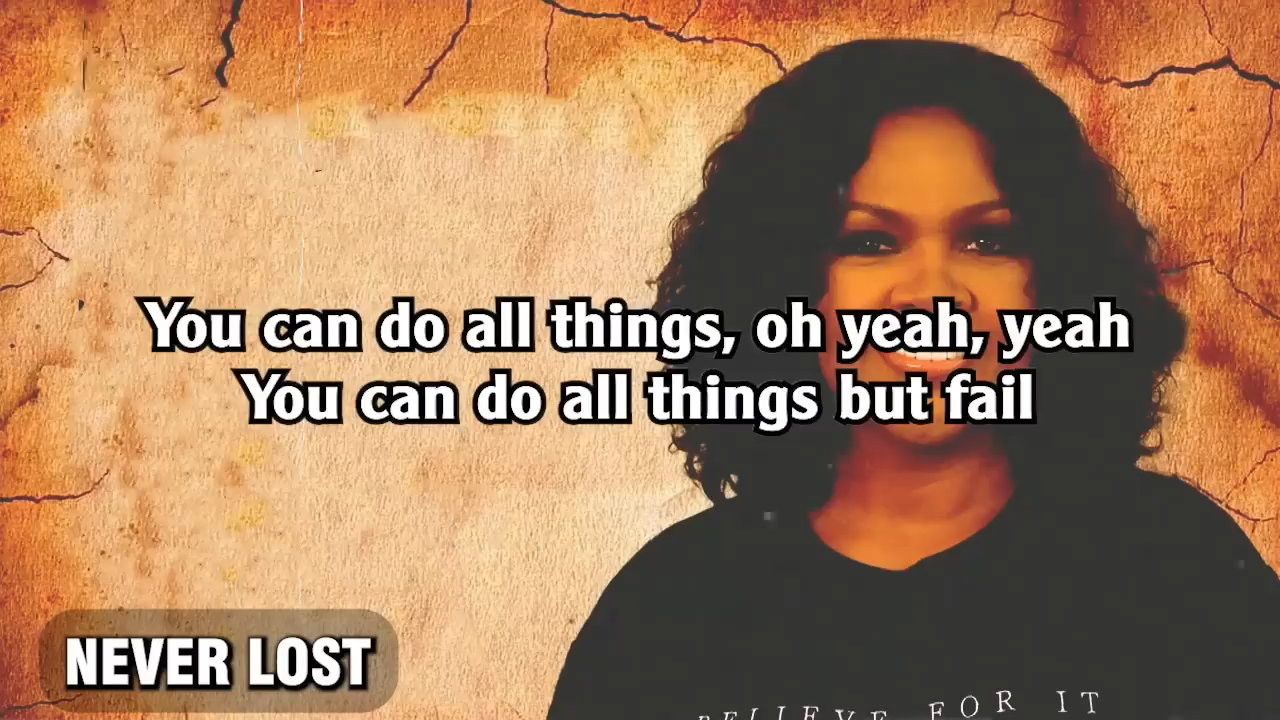 You can do all things, oh yeah, yeah
You can do all things but fail
NEVER LOST
BELIEVE FOR IT